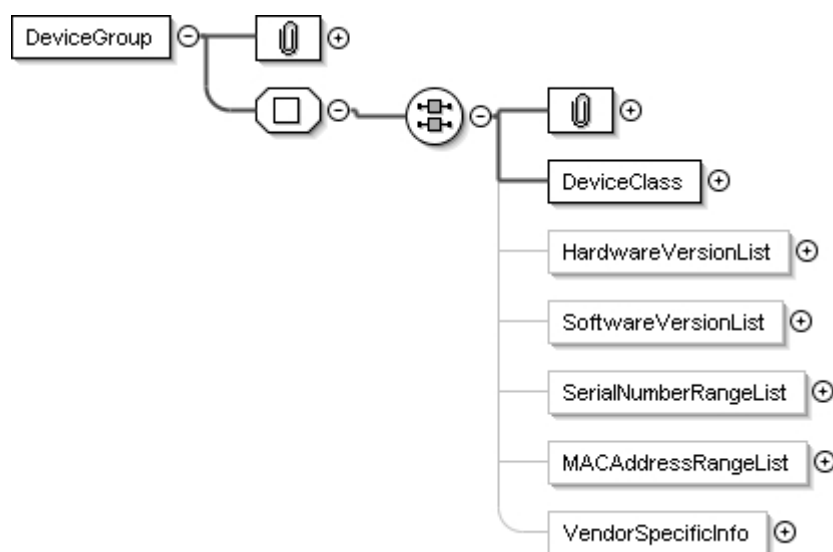 DeviceGroup
DeviceClass
HardwareVersionList
SoftwareVersionList
SerialNumberRangeList
MACAddressRangeList
VendorSpecificInfo